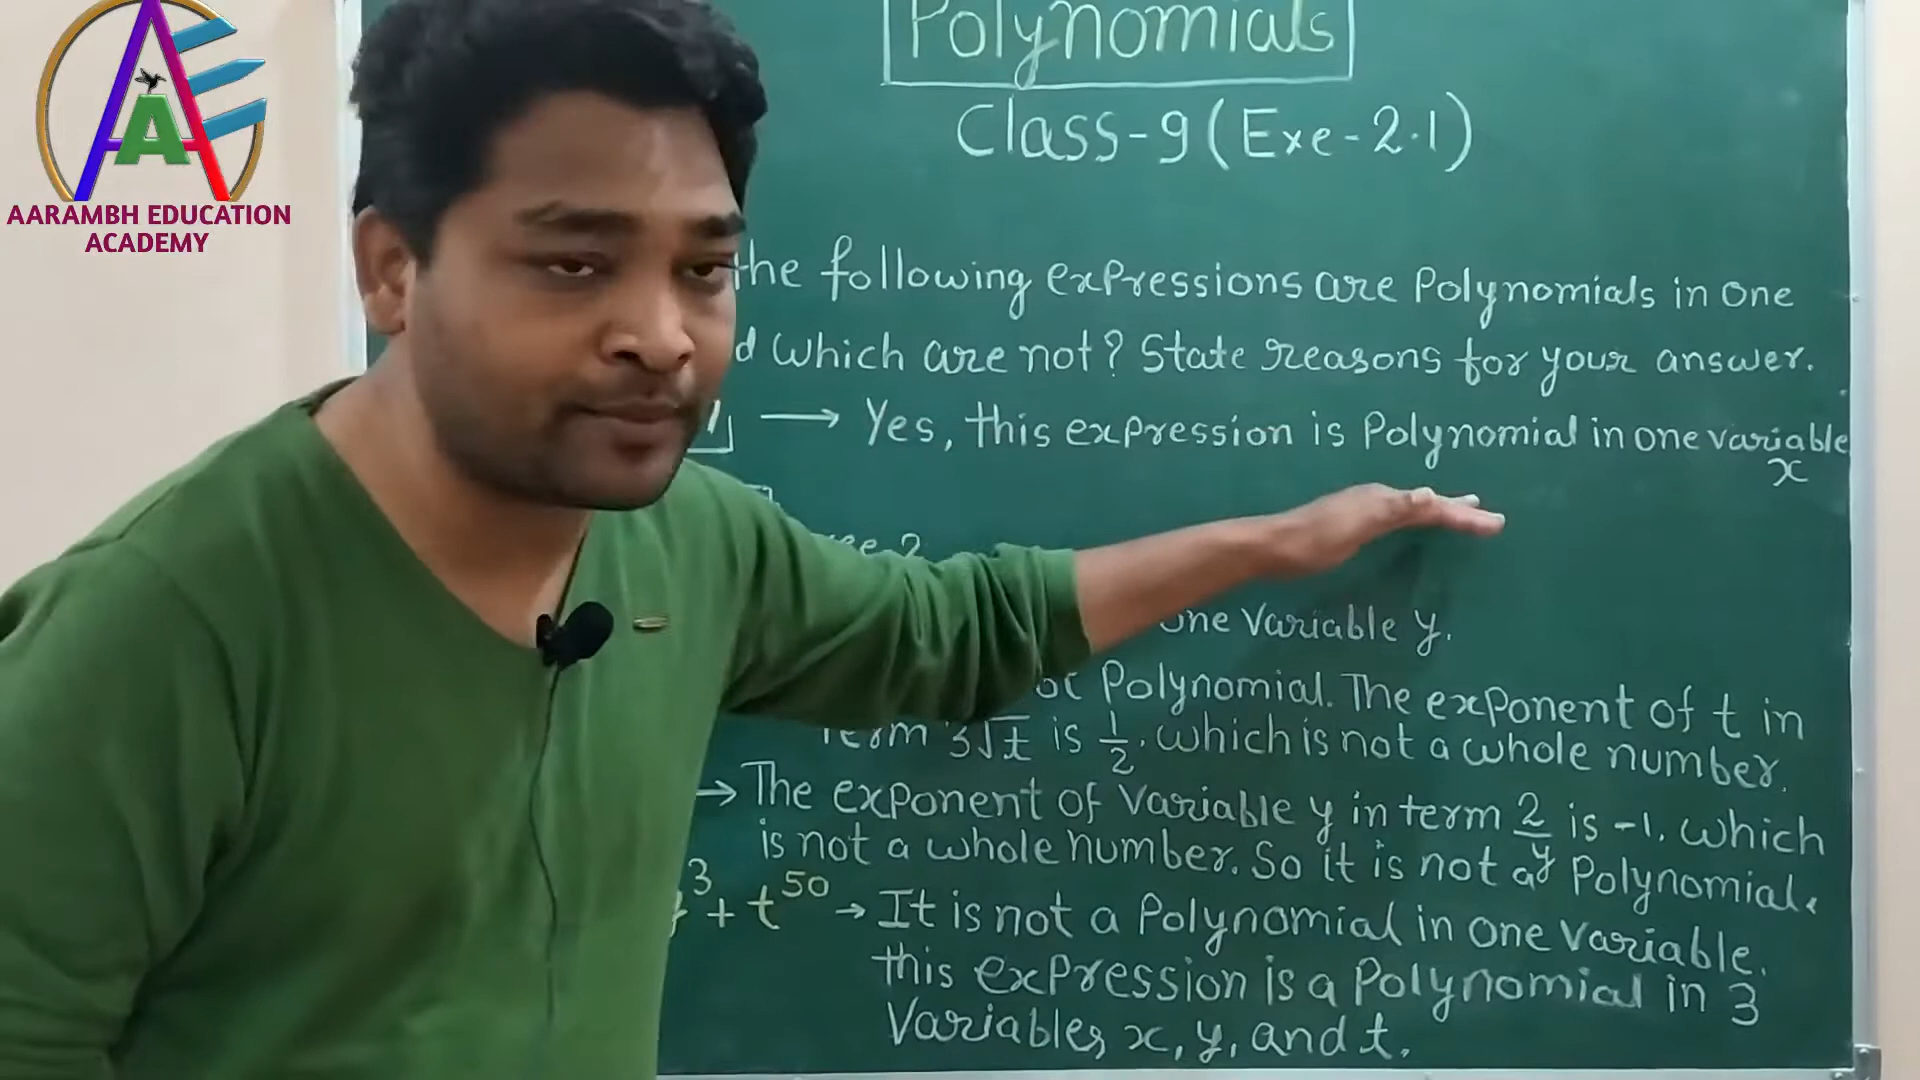 AARAMBH EDUCATION
ACADEMY
Polynomials
Class-9 (Exe-2.1)
the following expressions are Polynomials in one
which are not? State reasons for your answer.
→ Yes, this expression is Polynomial in one variable
x
one Variable y.
Polynomial. The exponent of t in
term 3√t is 1/2, which is not a whole number.
→ The exponent of Variable y in term 2/y is -1. which
is not a whole number. So it is not a Polynomial.
3 + t^50 → It is not a Polynomial in one Variable.
this expression is a Polynomial in 3
Variables x, y, and t.